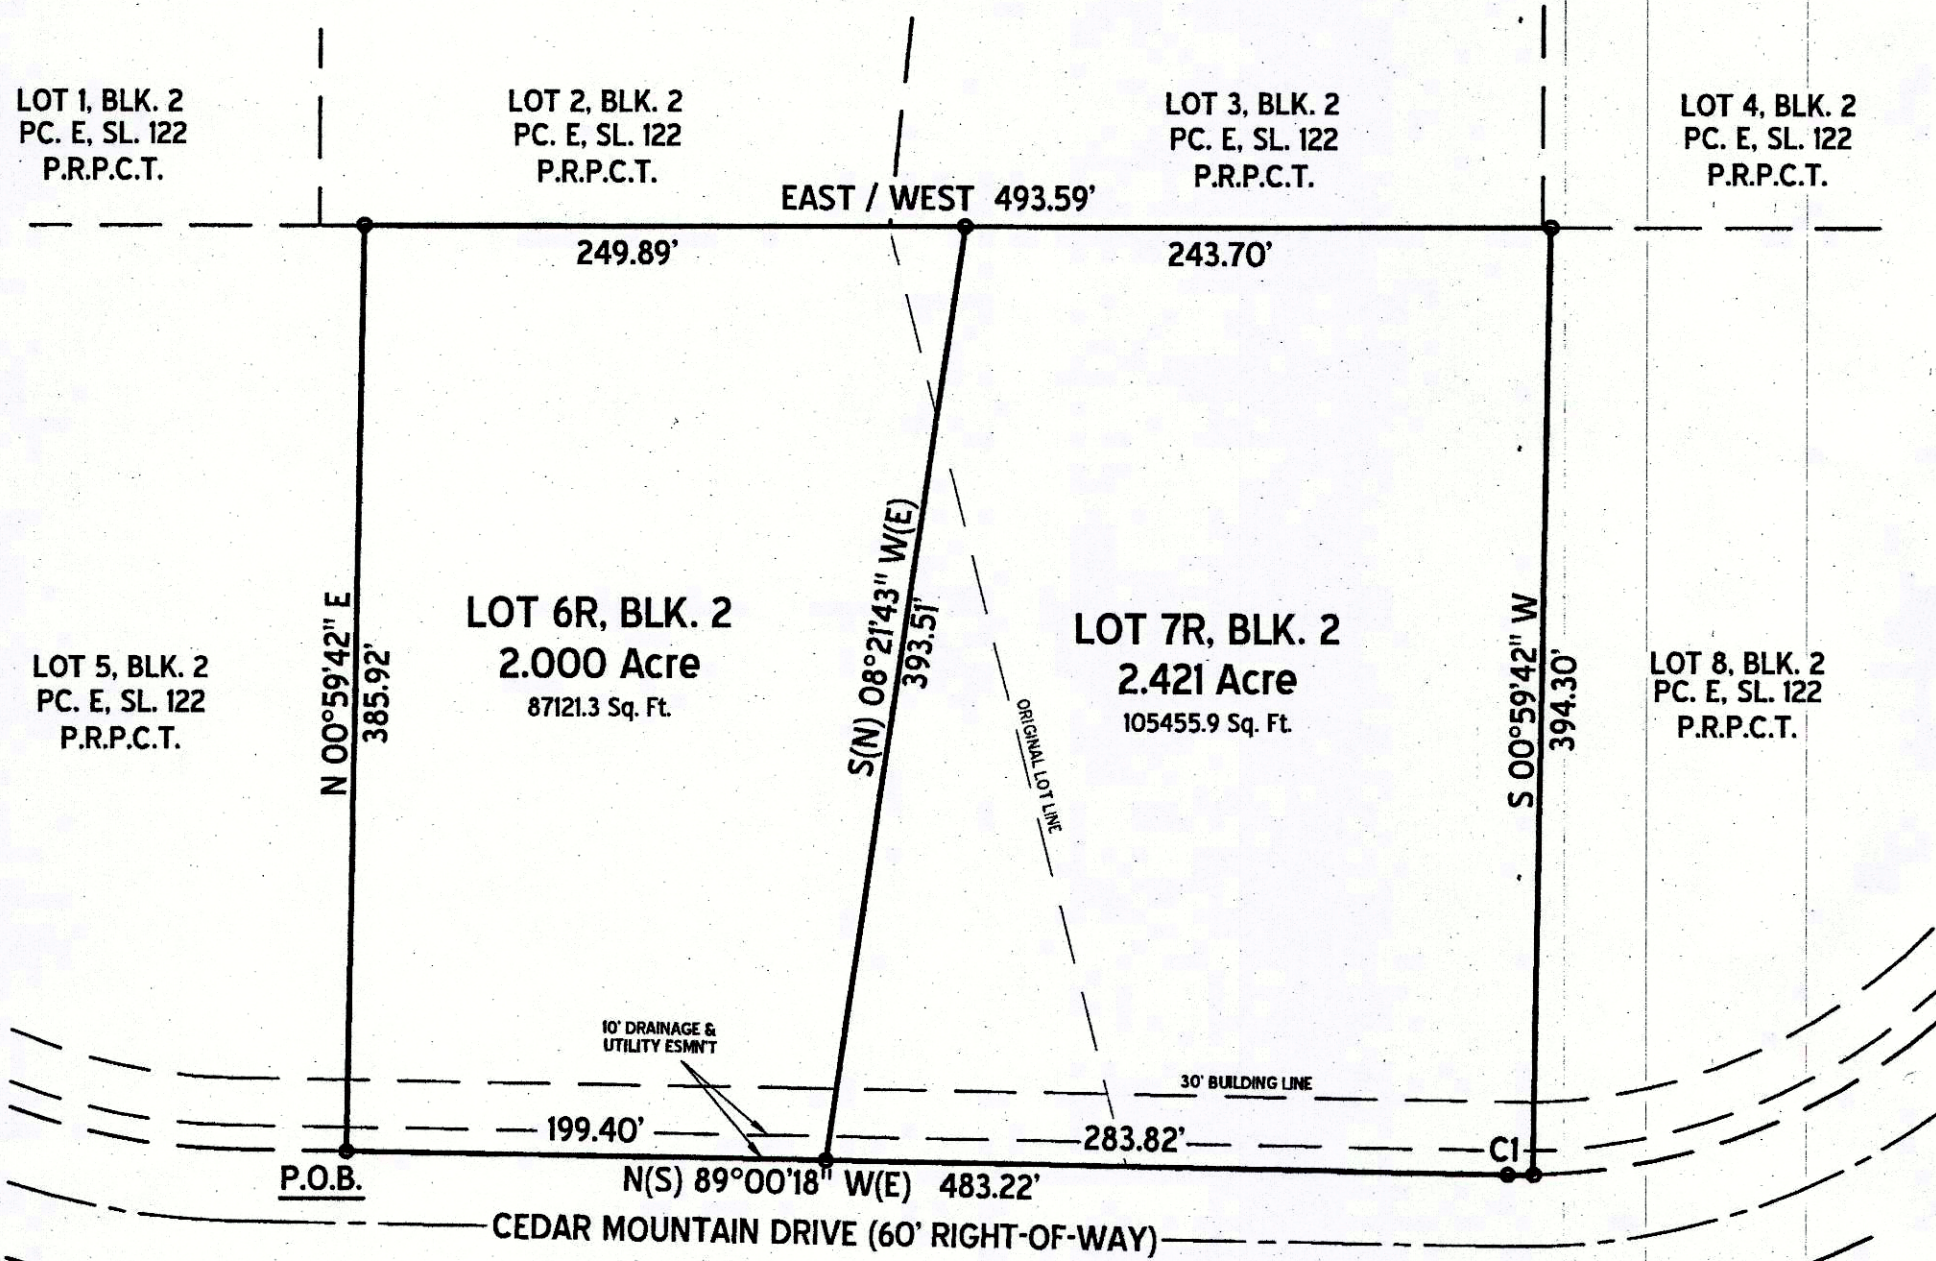 LOT 1, BLK. 2
PC. E, SL. 122
P.R.P.C.T.
LOT 2, BLK. 2
PC. E, SL. 122
P.R.P.C.T.
LOT 3, BLK. 2
PC. E, SL. 122
P.R.P.C.T.
LOT 4, BLK. 2
PC. E, SL. 122
P.R.P.C.T.
EAST / WEST 493.59'
249.89'
243.70'
LOT 5, BLK. 2
PC. E, SL. 122
P.R.P.C.T.
N 00°59'42" E
385.92'
LOT 6R, BLK. 2
2.000 Acre
87121.3 Sq. Ft.
S(N) 08°21'43" W(E)
393.51'
LOT 7R, BLK. 2
2.421 Acre
105455.9 Sq. Ft.
ORIGINAL LOT LINE
S 00°59'42" W
394.30'
LOT 8, BLK. 2
PC. E, SL. 122
P.R.P.C.T.
10' DRAINAGE &
UTILITY ESMN'T
30' BUILDING LINE
199.40'
283.82'
C1
P.O.B.
N(S) 89°00'18" W(E) 483.22'
CEDAR MOUNTAIN DRIVE (60' RIGHT-OF-WAY)